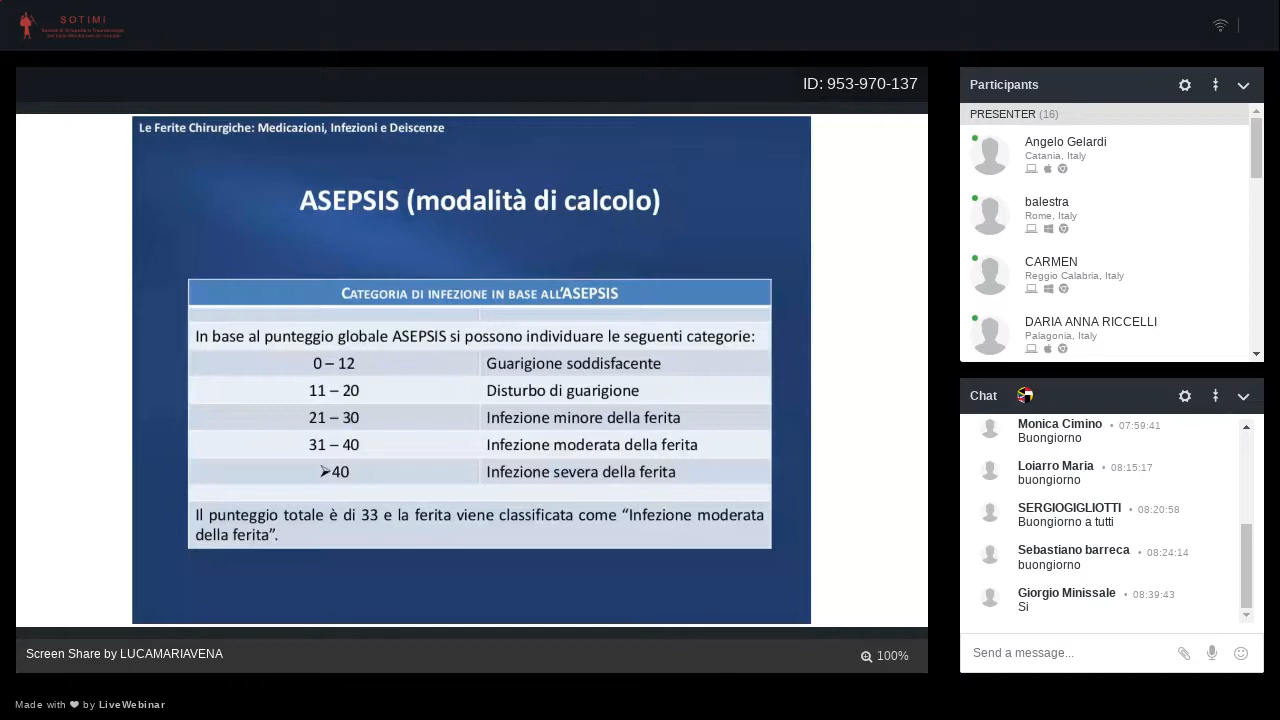 SOTIMI
ID: 953-970-137
Le Ferite Chirurgiche: Medicazioni, Infezioni e Deiscenze
ASEPSIS (modalità di calcolo)
CATEGORIA DI INFEZIONE IN BASE ALL'ASEPSIS
In base al punteggio globale ASEPSIS si possono individuare le seguenti categorie:
0 – 12 Guarigione soddisfacente
11 – 20 Disturbo di guarigione
21 – 30 Infezione minore della ferita
31 – 40 Infezione moderata della ferita
➢40 Infezione severa della ferita
Il punteggio totale è di 33 e la ferita viene classificata come “Infezione moderata
della ferita”.
Screen Share by LUCAMARIAVENA
100%
Made with ❤ by LiveWebinar
Participants
PRESENTER (16)
Angelo Gelardi
Catania, Italy
balestra
Rome, Italy
CARMEN
Reggio Calabria, Italy
DARIA ANNA RICCELLI
Palagonia, Italy
Chat
Monica Cimino • 07:59:41
Buongiorno
Loiarro Maria • 08:15:17
buongiorno
SERGIOGIGLIOTTI • 08:20:58
Buongiorno a tutti
Sebastiano barreca • 08:24:14
buongiorno
Giorgio Minissale • 08:39:43
Si
Send a message...